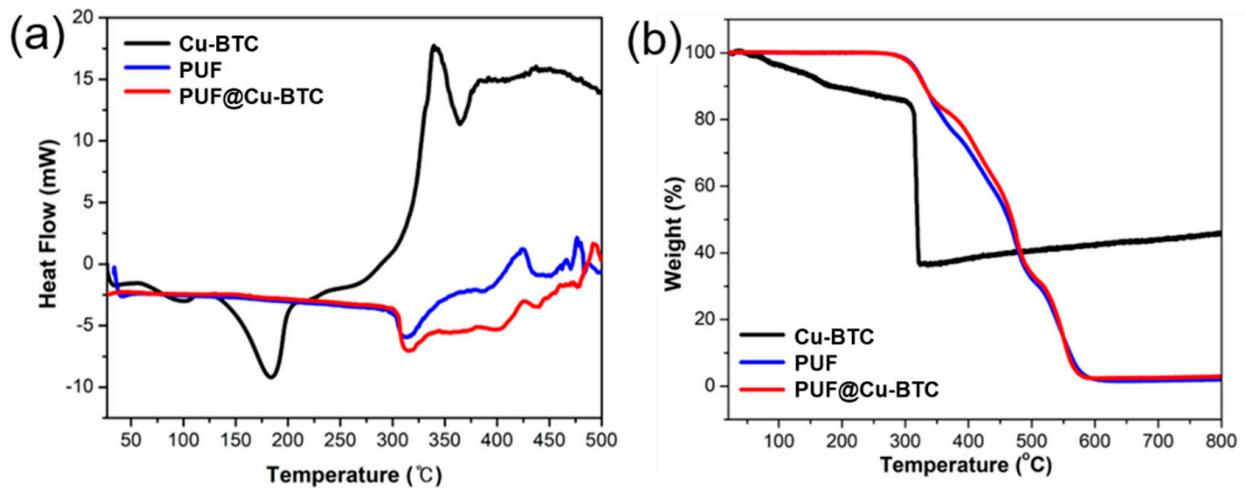 (a)
Cu-BTC
PUF
PUF@Cu-BTC
Heat Flow (mW)
20
15
10
5
0
-5
-10
50 100 150 200 250 300 350 400 450 500
Temperature (℃)
(b)
Weight (%)
100
80
60
40
20
0
Cu-BTC
PUF
PUF@Cu-BTC
100 200 300 400 500 600 700 800
Temperature (°C)